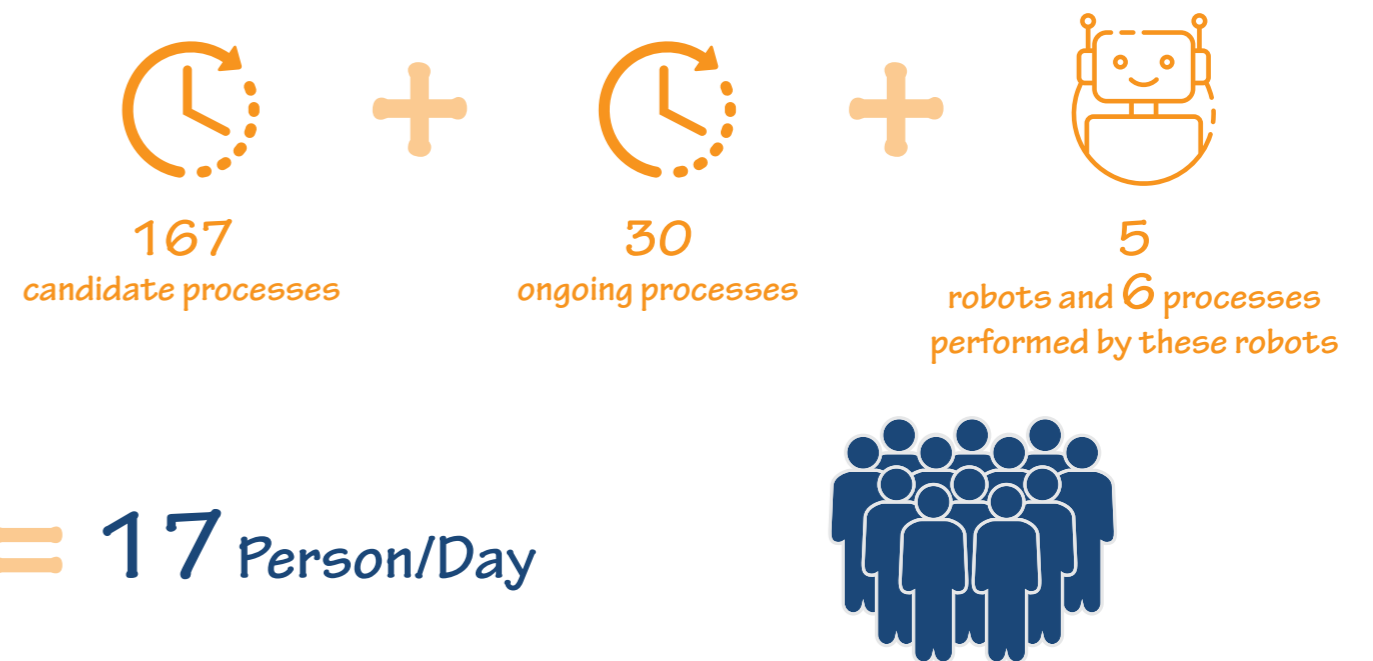 + +
167
candidate processes
30
ongoing processes
5
robots and 6 processes
performed by these robots
= 17 Person/Day